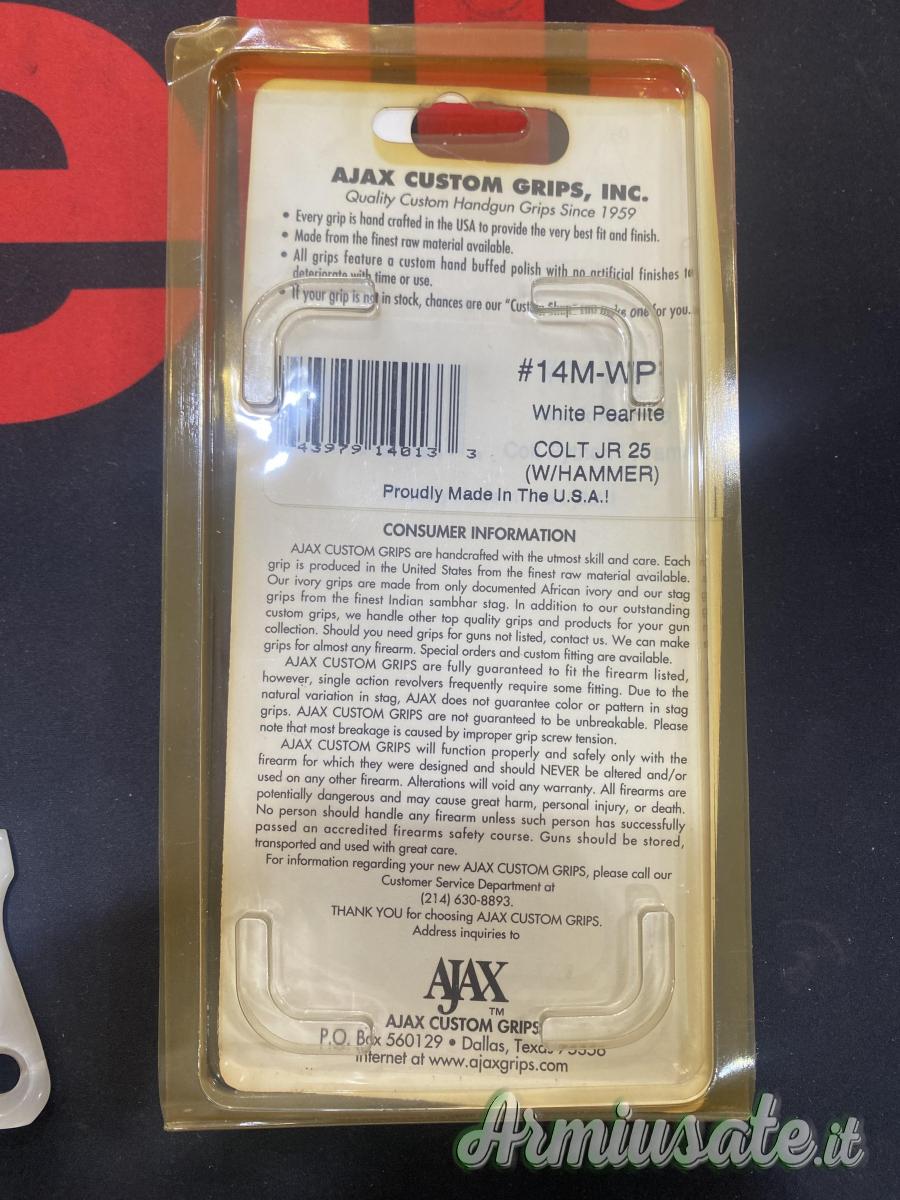 AJAX CUSTOM GRIPS, INC.
Quality Custom Handgun Grips Since 1959
• Every grip is hand crafted in the USA to provide the very best fit and finish.
• Made from the finest raw material available.
• All grips feature a custom hand buffed polish with no artificial finishes to
deteriorate with time or use.
• If your grip is not in stock, chances are our "Custom Shop" can make one for you.
#14M-WP
White Pearlite
43979 14013 3
COLT JR 25
(W/HAMMER)
Proudly Made In The U.S.A.!
CONSUMER INFORMATION
AJAX CUSTOM GRIPS are handcrafted with the utmost skill and care. Each
grip is produced in the United States from the finest raw material available.
Our ivory grips are made from only documented African ivory and our stag
grips from the finest Indian sambhar stag. In addition to our outstanding
custom grips, we handle other top quality grips and products for your gun
collection. Should you need grips for guns not listed, contact us. We can make
grips for almost any firearm. Special orders and custom fitting are available.
AJAX CUSTOM GRIPS are fully guaranteed to fit the firearm listed,
however, single action revolvers frequently require some fitting. Due to the
natural variation in stag, AJAX does not guarantee color or pattern in stag
grips. AJAX CUSTOM GRIPS are not guaranteed to be unbreakable. Please
note that most breakage is caused by improper grip screw tension.
AJAX CUSTOM GRIPS will function properly and safely only with the
firearm for which they were designed and should NEVER be altered and/or
used on any other firearm. Alterations will void any warranty. All firearms are
potentially dangerous and may cause great harm, personal injury, or death.
No person should handle any firearm unless such person has successfully
passed an accredited firearms safety course. Guns should be stored,
transported and used with great care.
For information regarding your new AJAX CUSTOM GRIPS, please call our
Customer Service Department at
(214) 630-8893.
THANK YOU for choosing AJAX CUSTOM GRIPS.
Address inquiries to
AJAX™
AJAX CUSTOM GRIPS
P.O. Box 560129 • Dallas, Texas
Internet at www.ajaxgrips.com
Armiusate.it